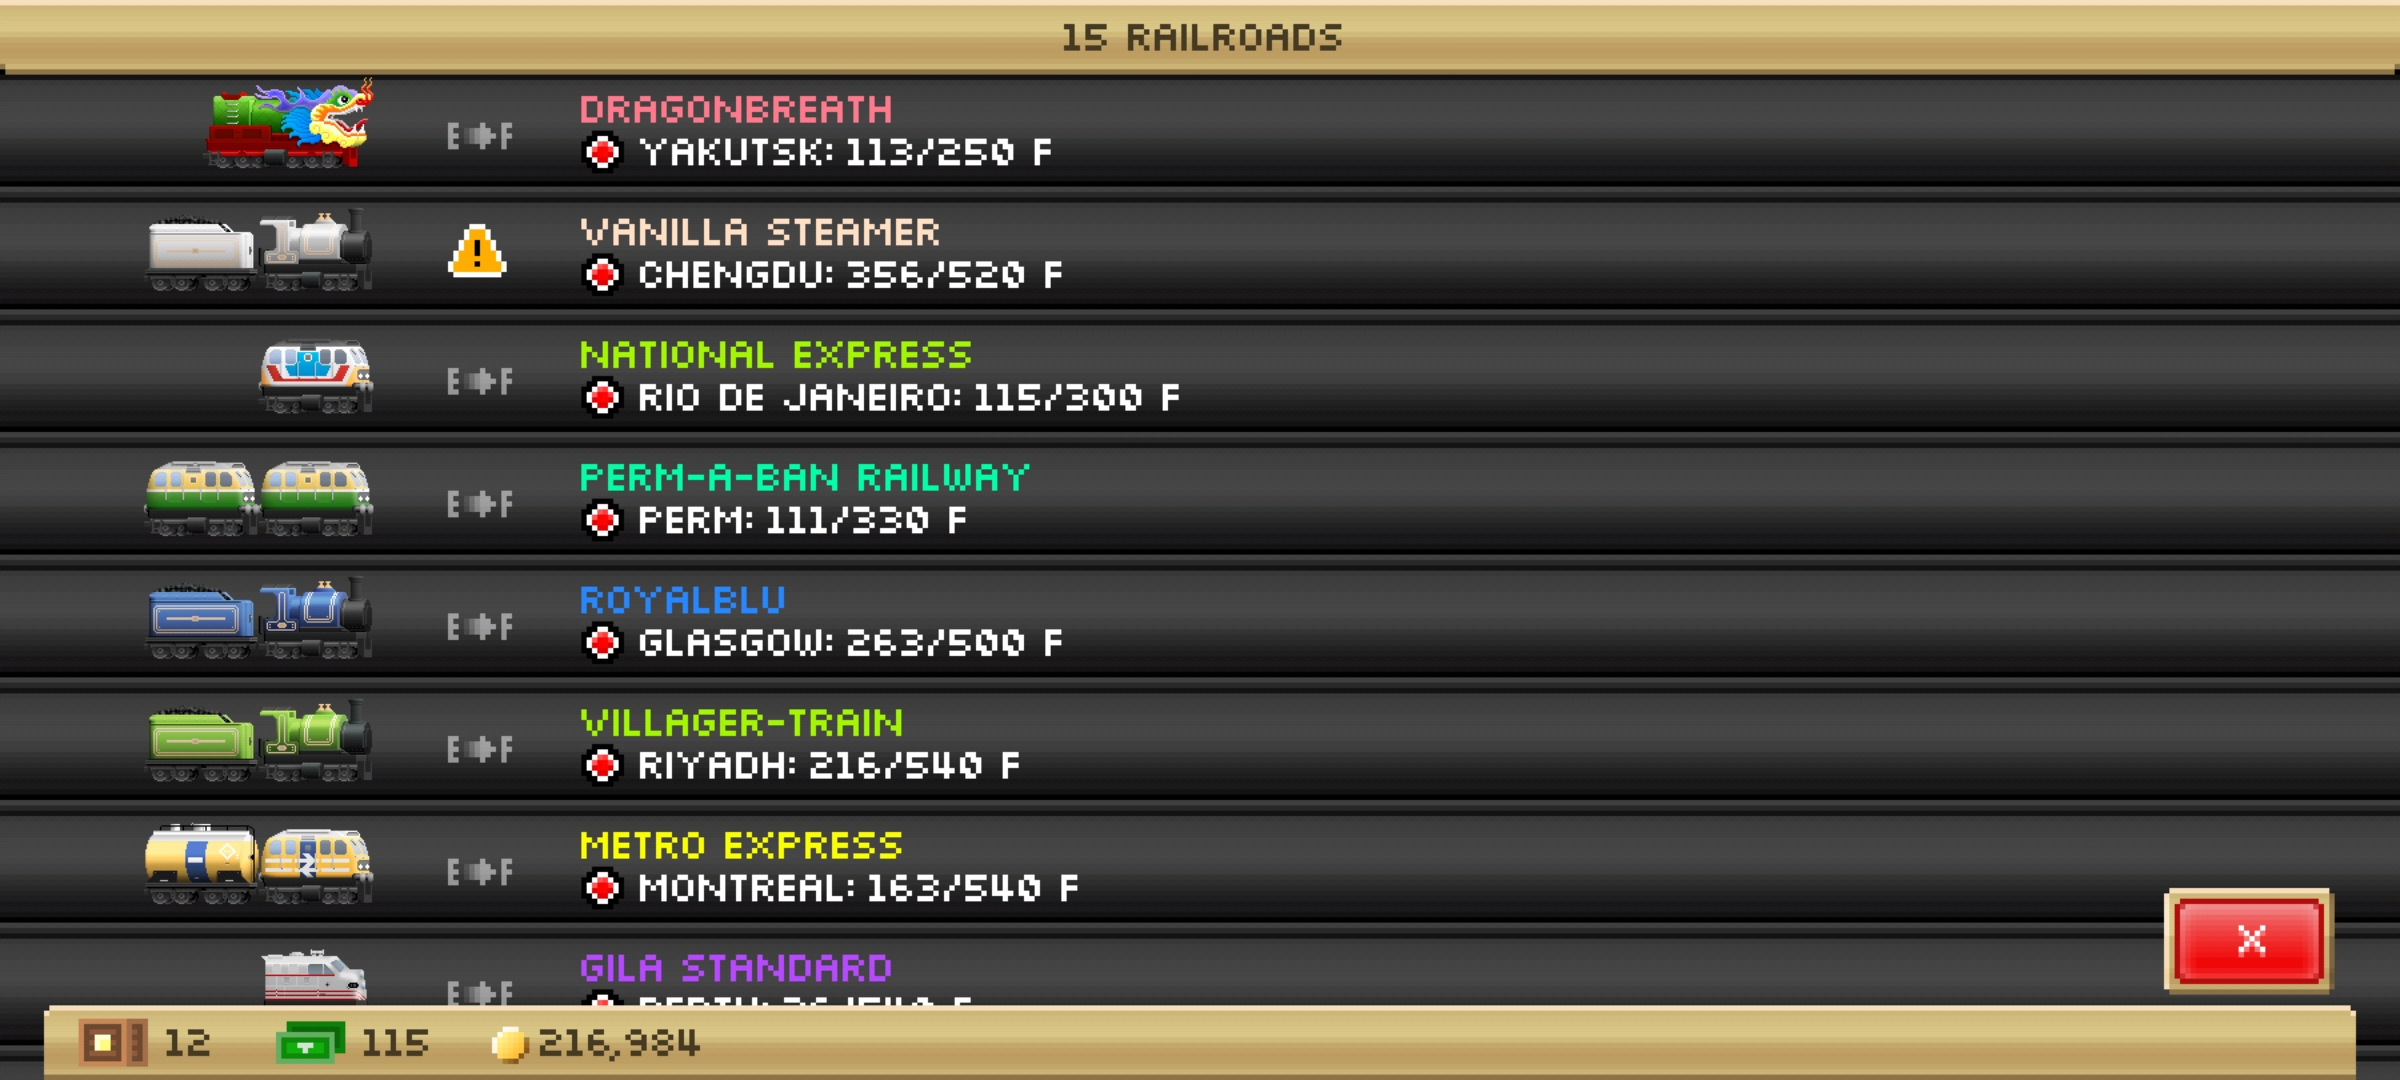 15 RAILROADS
DRAGONBREATH
E F
YAKUTSK: 113/250 F
VANILLA STEAMER
CHENGDU: 356/520 F
NATIONAL EXPRESS
E F
RIO DE JANEIRO: 115/300 F
PERM-A-BAN RAILWAY
E F
PERM: 111/330 F
ROYALBLU
E F
GLASGOW: 263/500 F
VILLAGER-TRAIN
E F
RIYADH: 216/540 F
METRO EXPRESS
E F
MONTREAL: 163/540 F
X
GILA STANDARD
E F
12 115 216,984